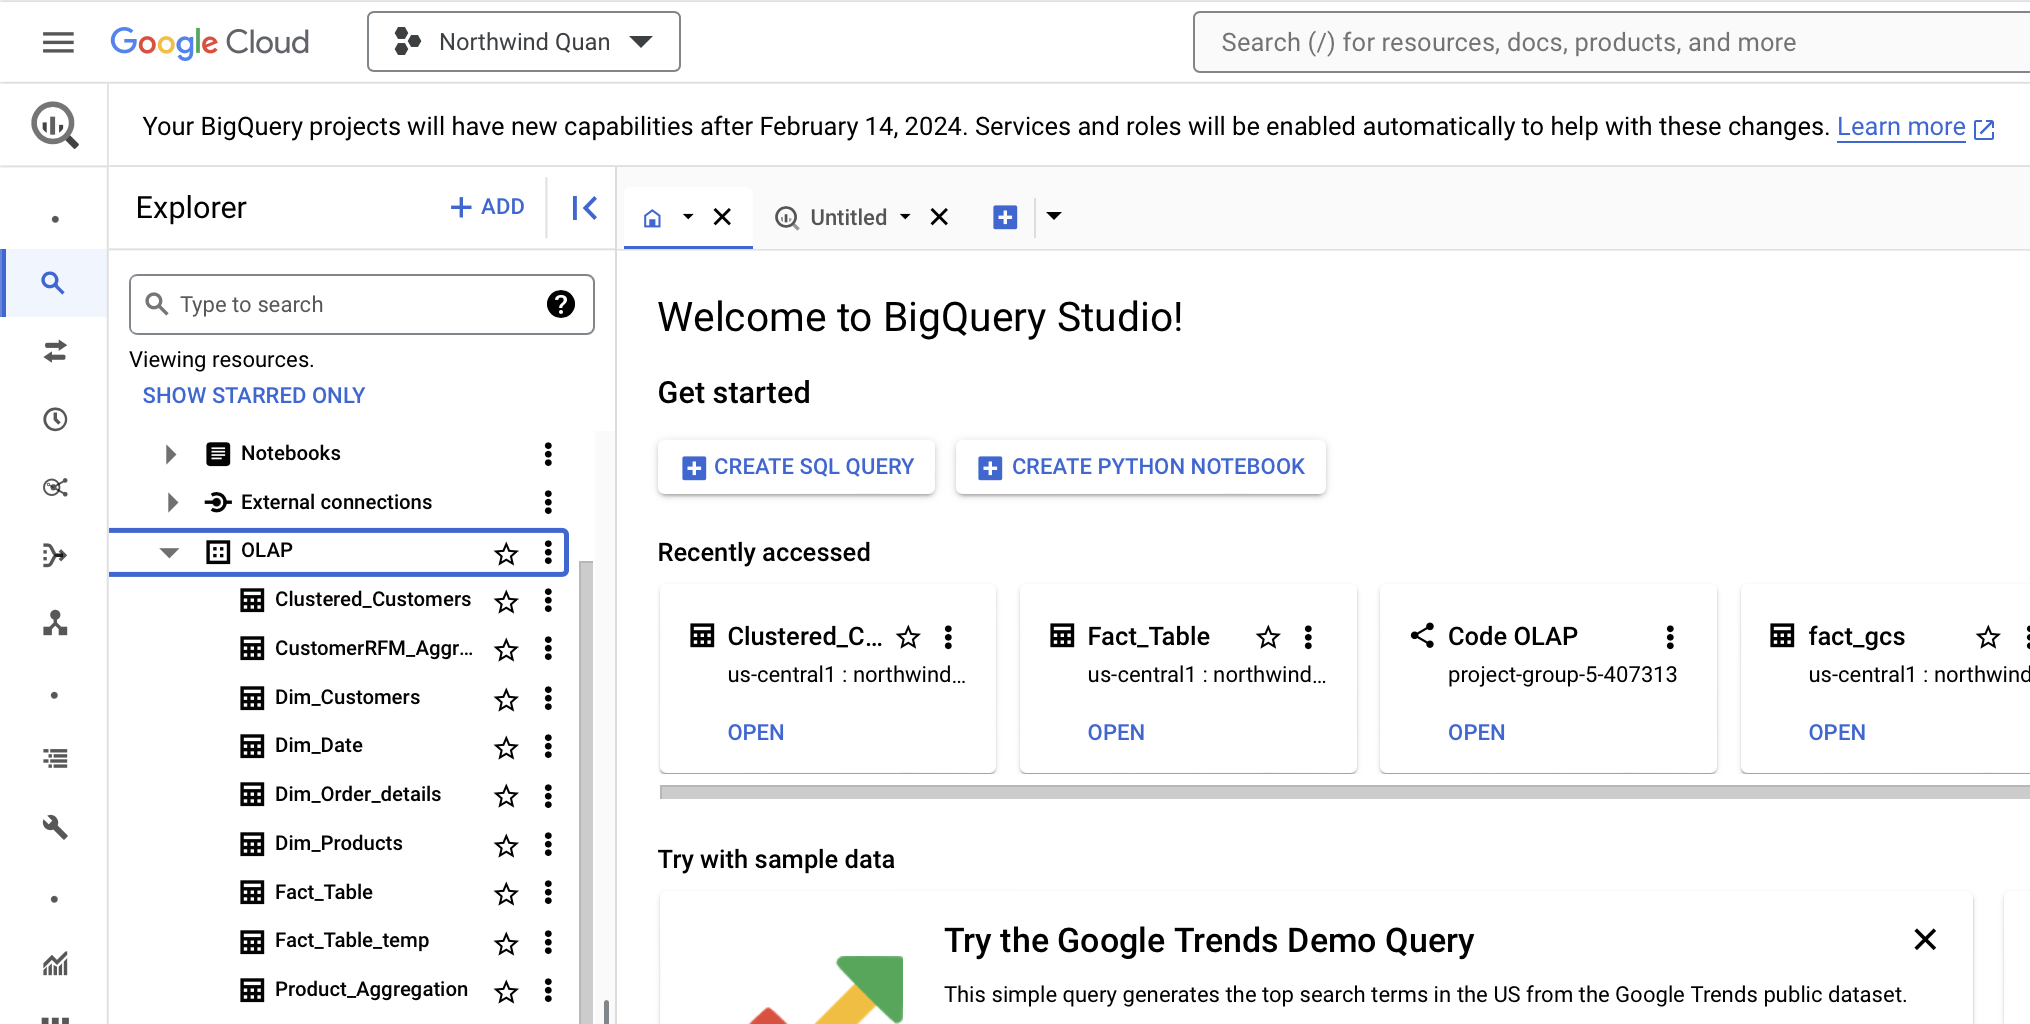 Google Cloud
Northwind Quan
Search (/) for resources, docs, products, and more
Your BigQuery projects will have new capabilities after February 14, 2024. Services and roles will be enabled automatically to help with these changes. Learn more
Explorer
+ ADD
Untitled
Type to search
Viewing resources.
SHOW STARRED ONLY
Notebooks
External connections
OLAP
Clustered_Customers
CustomerRFM_Aggr...
Dim_Customers
Dim_Date
Dim_Order_details
Dim_Products
Fact_Table
Fact_Table_temp
Product_Aggregation
Welcome to BigQuery Studio!
Get started
CREATE SQL QUERY
CREATE PYTHON NOTEBOOK
Recently accessed
Clustered_C...
us-central1 : northwind...
OPEN
Fact_Table
us-central1 : northwind...
OPEN
Code OLAP
project-group-5-407313
OPEN
fact_gcs
us-central1 : northwind
OPEN
Try with sample data
Try the Google Trends Demo Query
This simple query generates the top search terms in the US from the Google Trends public dataset.